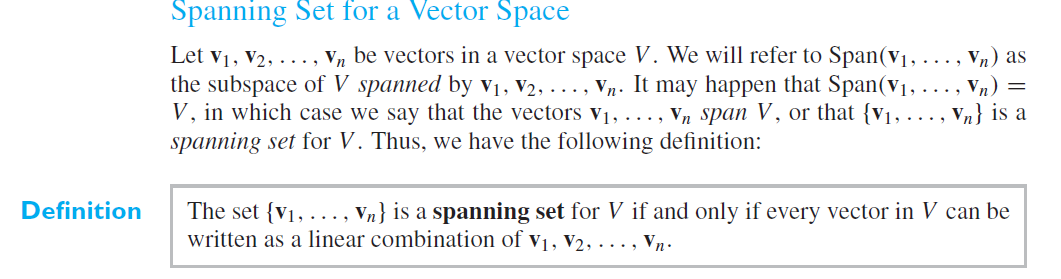 Spanning Set for a Vector Space
Let v₁, v₂, . . . , vₙ be vectors in a vector space V. We will refer to Span(v₁, . . . , vₙ) as
the subspace of V spanned by v₁, v₂, . . . , vₙ. It may happen that Span(v₁, . . . , vₙ) =
V, in which case we say that the vectors v₁, . . . , vₙ span V, or that {v₁, . . . , vₙ} is a
spanning set for V. Thus, we have the following definition:
Definition
The set {v₁, . . . , vₙ} is a spanning set for V if and only if every vector in V can be
written as a linear combination of v₁, v₂, . . . , vₙ.